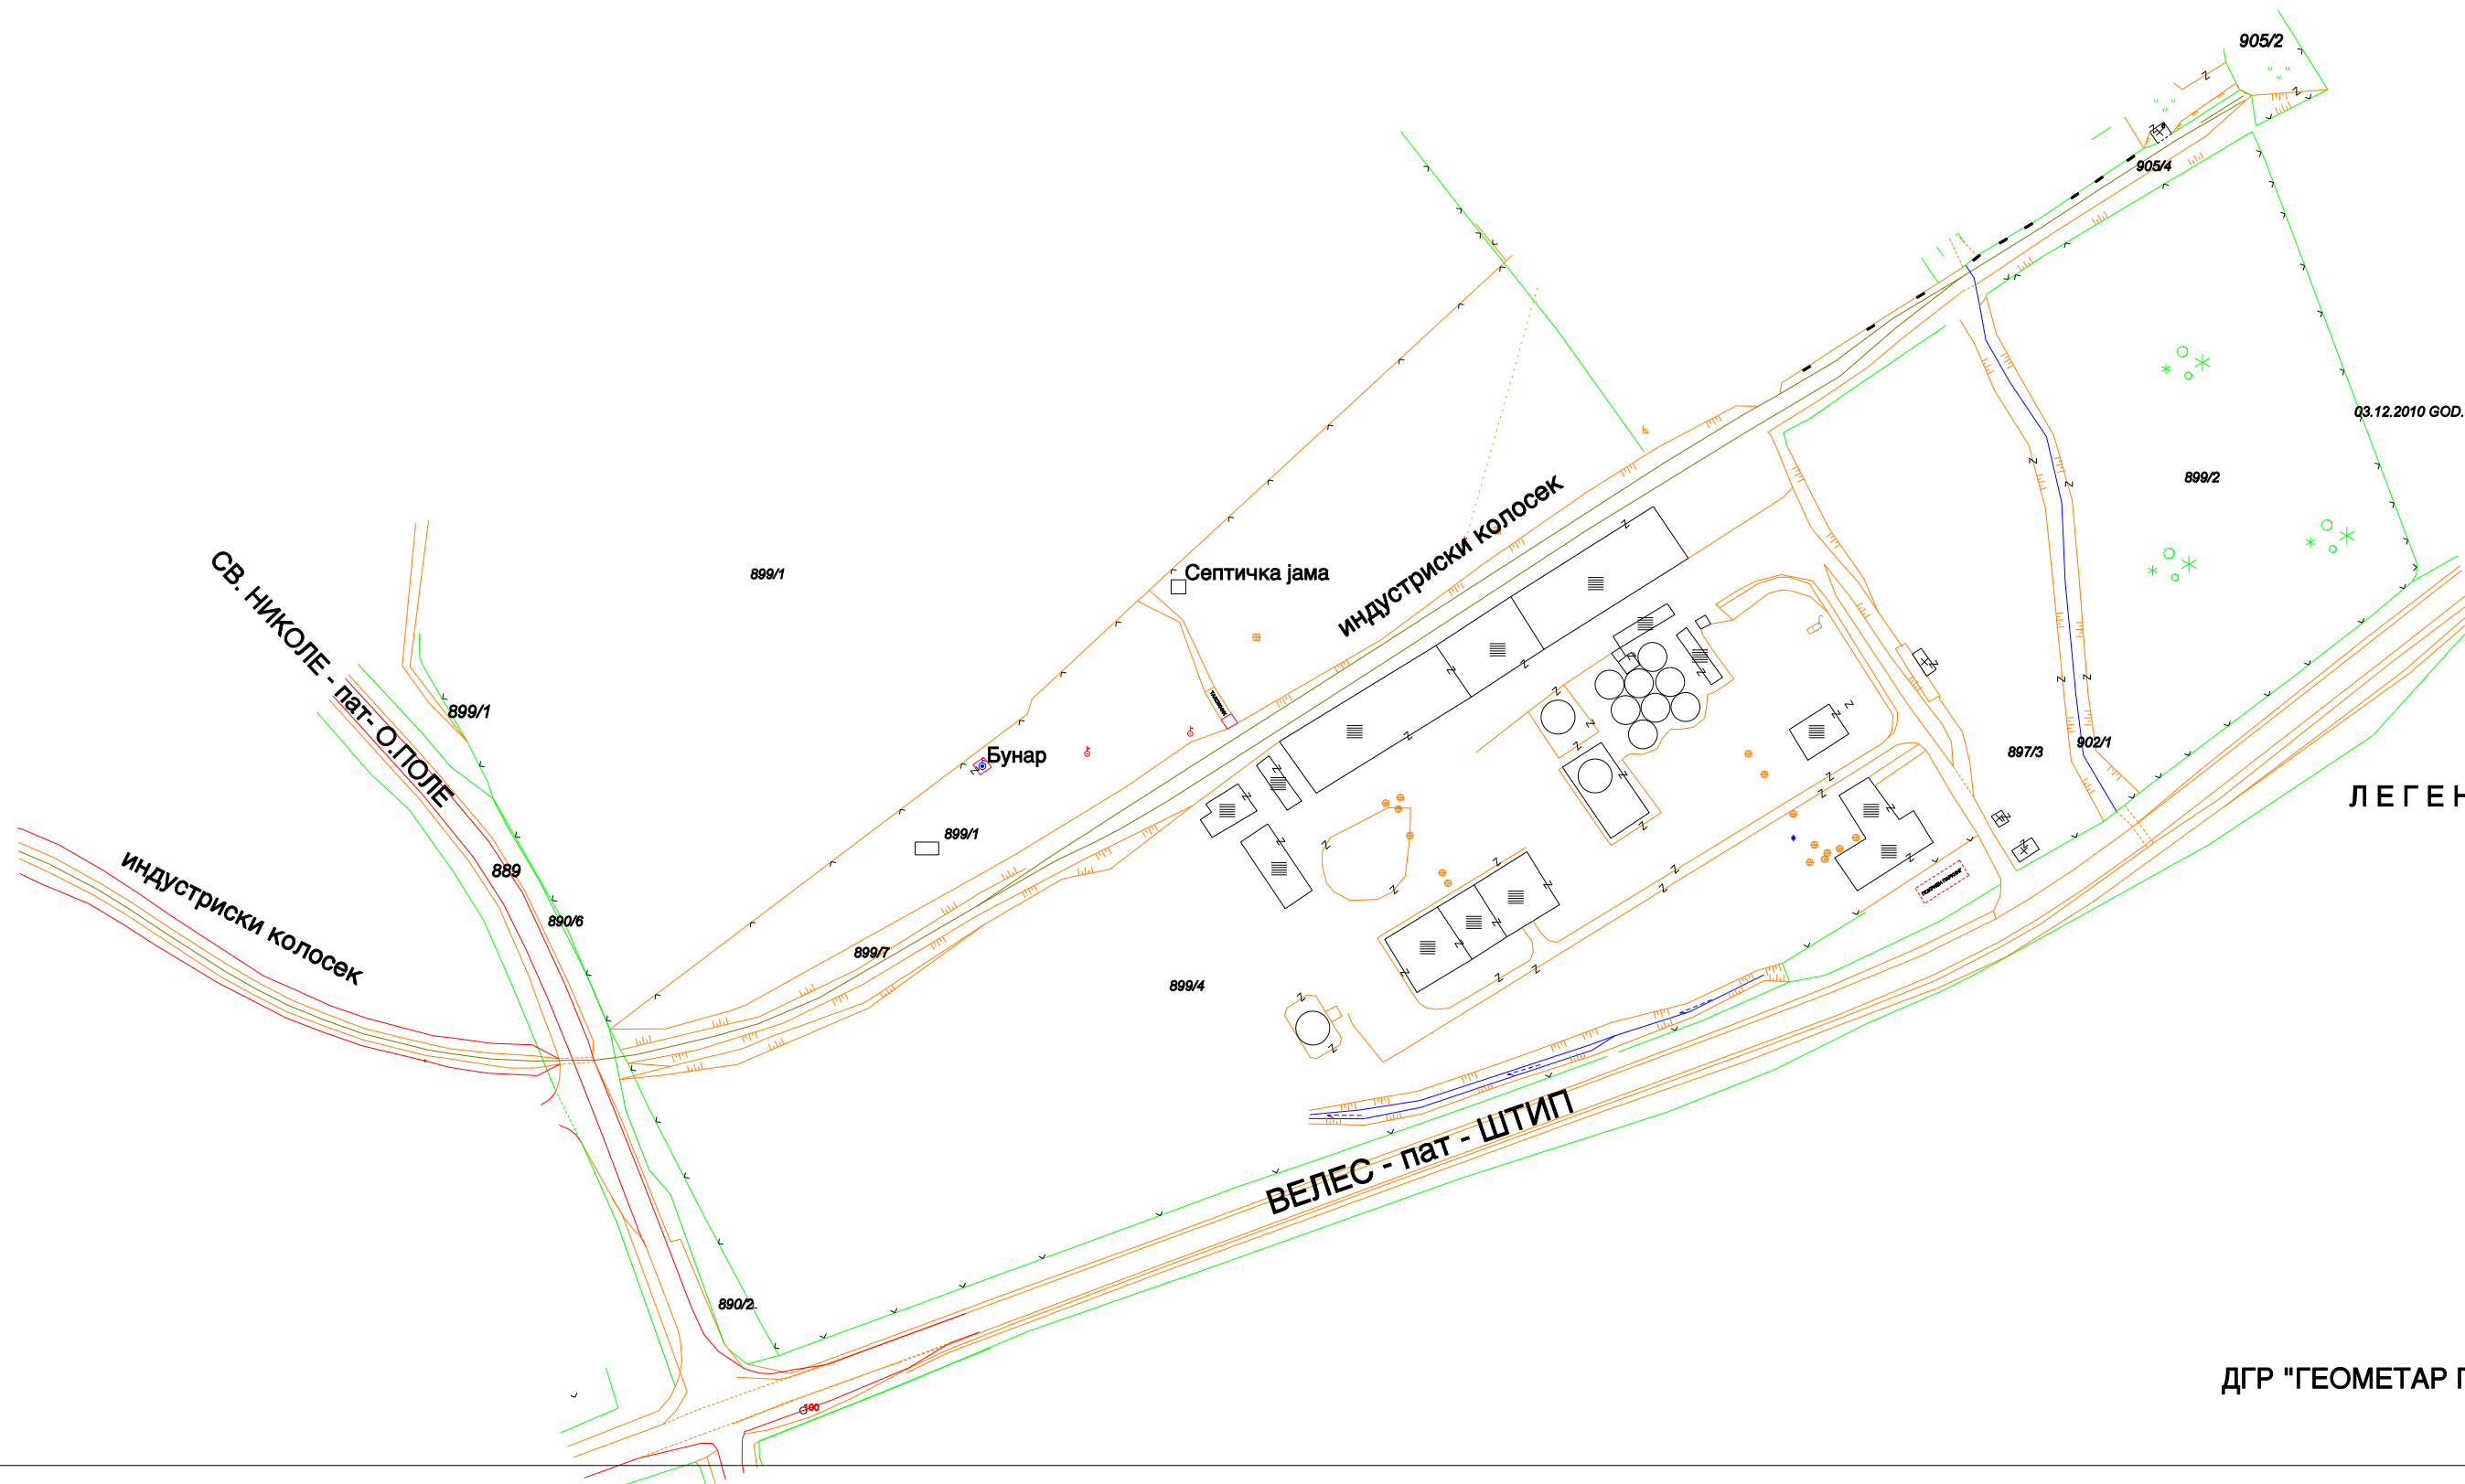 905/2
905/4
03.12.2010 GOD.
899/2
индустриски колосек
899/1
Септичка јама
СВ. НИКОЛЕ - пат- О.ПОЛЕ
899/1
Бунар
897/3
902/1
ЛЕГЕН
899/1
индустриски колосек
889
890/6
ПОКРИЕН ПАРКИНГ
899/7
899/4
ВЕЛЕС - пат - ШТИП
890/2
ДГР "ГЕОМЕТАР П
100